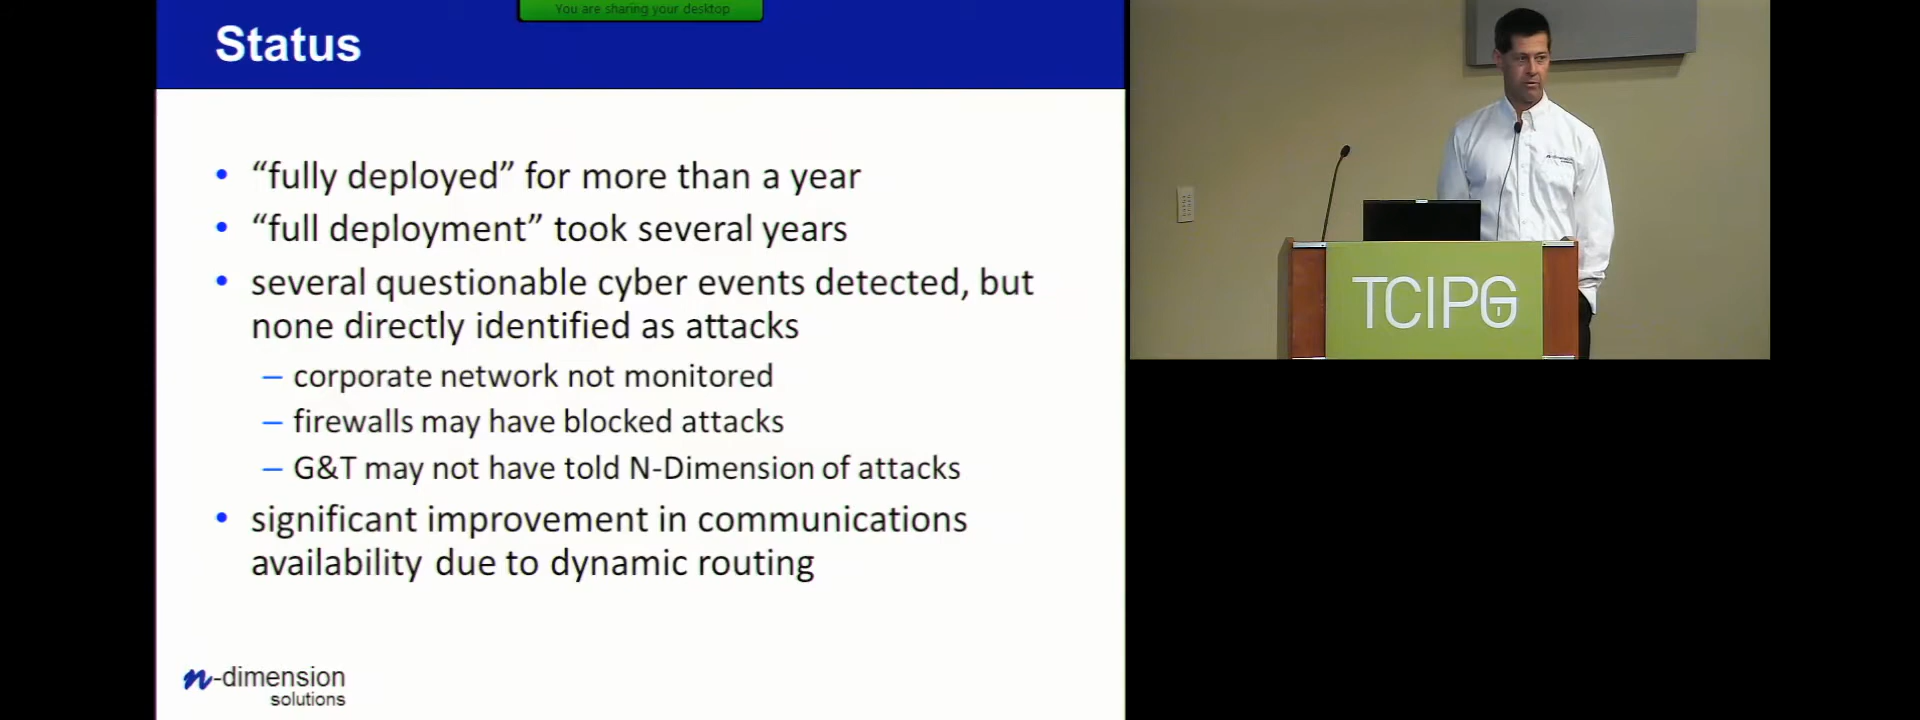 You are sharing your desktop
Status
• “fully deployed” for more than a year
• “full deployment” took several years
• several questionable cyber events detected, but
none directly identified as attacks
– corporate network not monitored
– firewalls may have blocked attacks
– G&T may not have told N-Dimension of attacks
• significant improvement in communications
availability due to dynamic routing
n-dimension
solutions
n-dimension
TCIPG